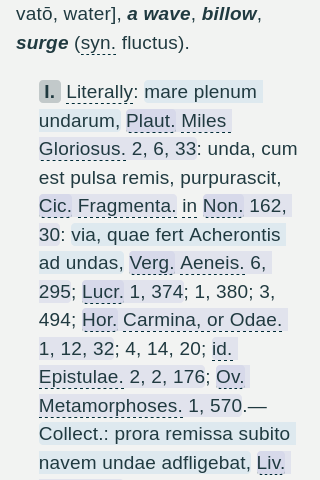 vatō, water], a wave, billow,
surge (syn. fluctus).
I. Literally: mare plenum
undarum, Plaut. Miles
Gloriosus. 2, 6, 33: unda, cum
est pulsa remis, purpurascit,
Cic. Fragmenta. in Non. 162,
30: via, quae fert Acherontis
ad undas, Verg. Aeneis. 6,
295; Lucr. 1, 374; 1, 380; 3,
494; Hor. Carmina, or Odae.
1, 12, 32; 4, 14, 20; id.
Epistulae. 2, 2, 176; Ov.
Metamorphoses. 1, 570.—
Collect.: prora remissa subito
navem undae adfligebat, Liv.